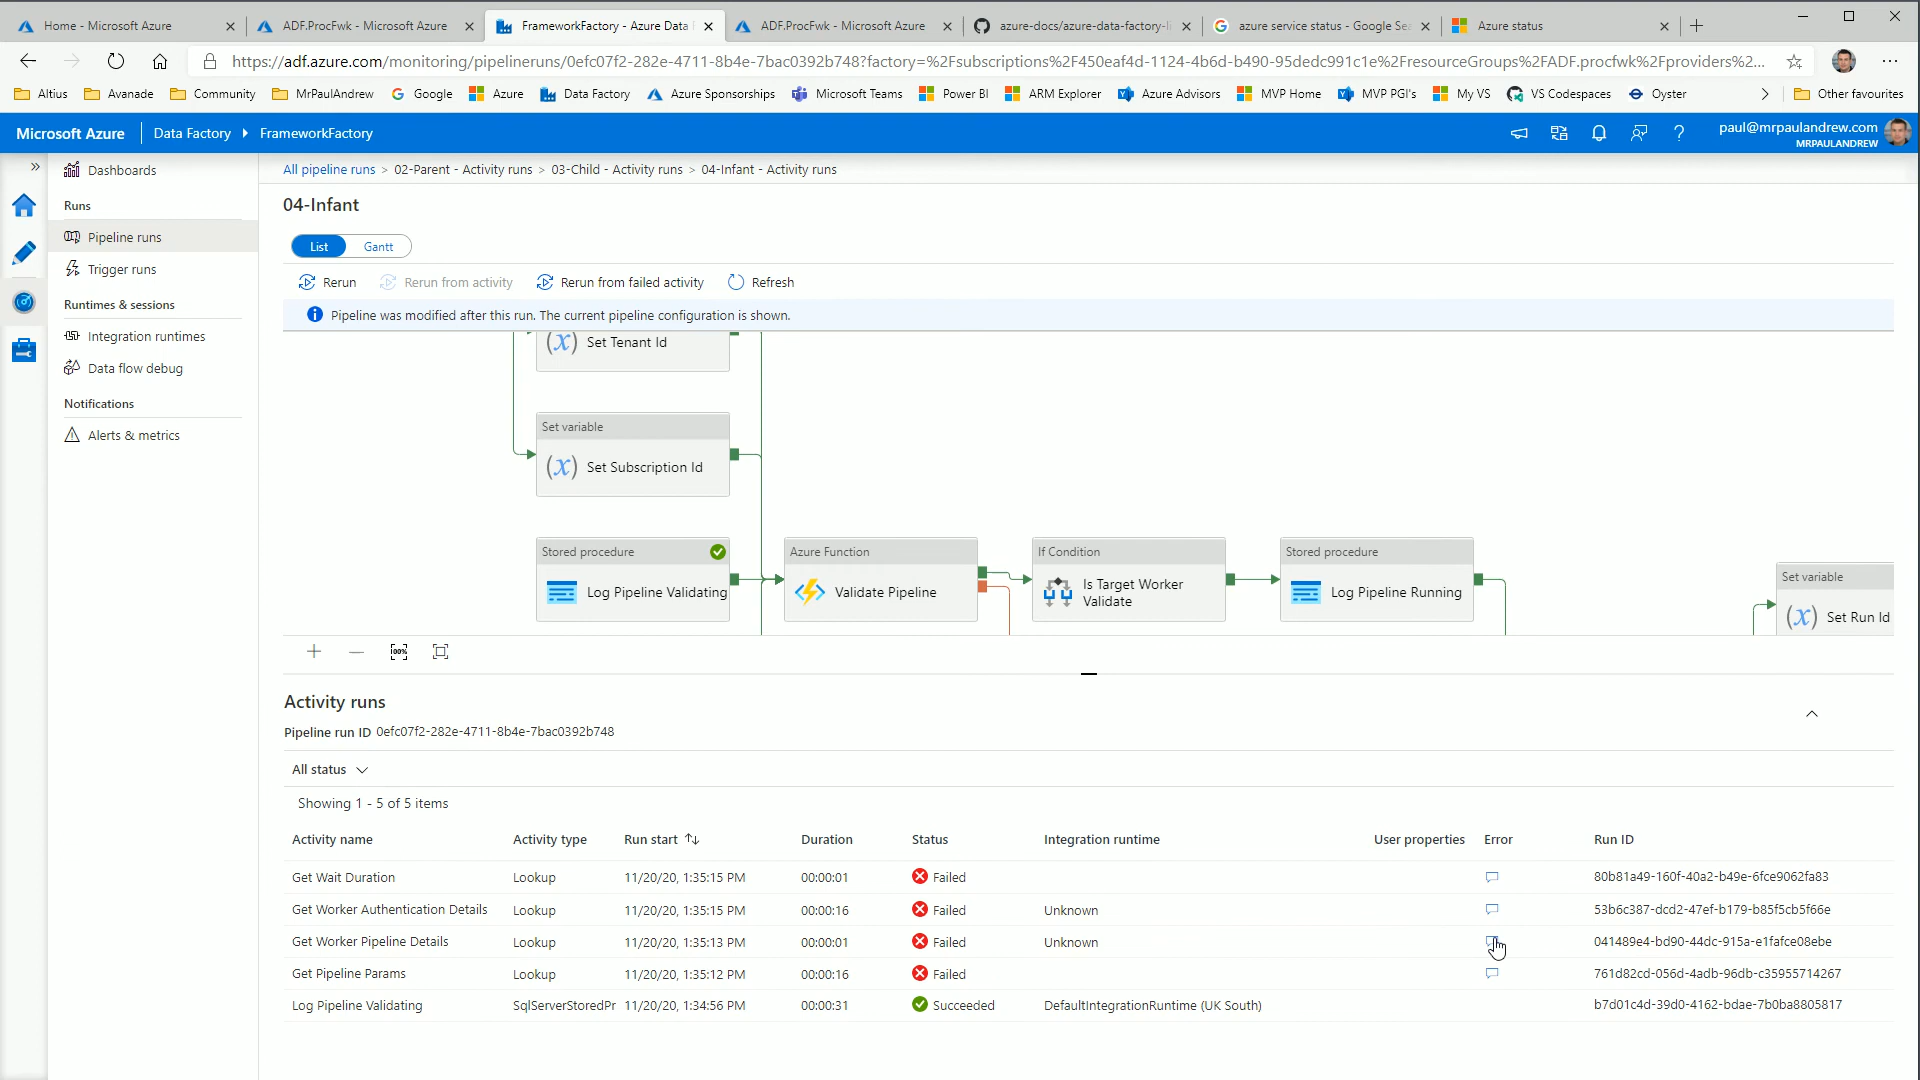 Home - Microsoft Azure
ADF.ProcFwk - Microsoft Azure
FrameworkFactory - Azure Data F
ADF.ProcFwk - Microsoft Azure
azure-docs/azure-data-factory-li
azure service status - Google Sea
Azure status
https://adf.azure.com/monitoring/pipelineruns/0efc07f2-282e-4711-8b4e-7bac0392b748?factory=%2Fsubscriptions%2F450eaf4d-1124-4b6d-b490-95dedc991c1e%2FresourceGroups%2FADF.procfwk%2Fproviders%2...
Altius
Avanade
Community
MrPaulAndrew
Google
Azure
Data Factory
Azure Sponsorships
Microsoft Teams
Power BI
ARM Explorer
Azure Advisors
MVP Home
MVP PGI's
My VS
VS Codespaces
Oyster
Other favourites
Microsoft Azure
Data Factory
FrameworkFactory
paul@mrpaulandrew.com
MRPAULANDREW
Dashboards
Runs
Pipeline runs
Trigger runs
Runtimes & sessions
Integration runtimes
Data flow debug
Notifications
Alerts & metrics
All pipeline runs > 02-Parent - Activity runs > 03-Child - Activity runs > 04-Infant - Activity runs
04-Infant
List
Gantt
Rerun
Rerun from activity
Rerun from failed activity
Refresh
Pipeline was modified after this run. The current pipeline configuration is shown.
(x) Set Tenant Id
Set variable
(x) Set Subscription Id
Stored procedure
Log Pipeline Validating
Azure Function
Validate Pipeline
If Condition
Is Target Worker
Validate
Stored procedure
Log Pipeline Running
Set variable
(x) Set Run Id
100%
Activity runs
Pipeline run ID 0efc07f2-282e-4711-8b4e-7bac0392b748
All status
Showing 1 - 5 of 5 items
Activity name Activity type Run start Duration Status Integration runtime User properties Error Run ID
Get Wait Duration Lookup 11/20/20, 1:35:15 PM 00:00:01 Failed 80b81a49-160f-40a2-b49e-6fce9062fa83
Get Worker Authentication Details Lookup 11/20/20, 1:35:15 PM 00:00:16 Failed Unknown 53b6c387-dcd2-47ef-b179-b85f5cb5f66e
Get Worker Pipeline Details Lookup 11/20/20, 1:35:13 PM 00:00:01 Failed Unknown 041489e4-bd90-44dc-915a-e1fafce08ebe
Get Pipeline Params Lookup 11/20/20, 1:35:12 PM 00:00:16 Failed 761d82cd-056d-4adb-96db-c35955714267
Log Pipeline Validating SqlServerStoredPr 11/20/20, 1:34:56 PM 00:00:31 Succeeded DefaultIntegrationRuntime (UK South) b7d01c4d-39d0-4162-bdae-7b0ba8805817